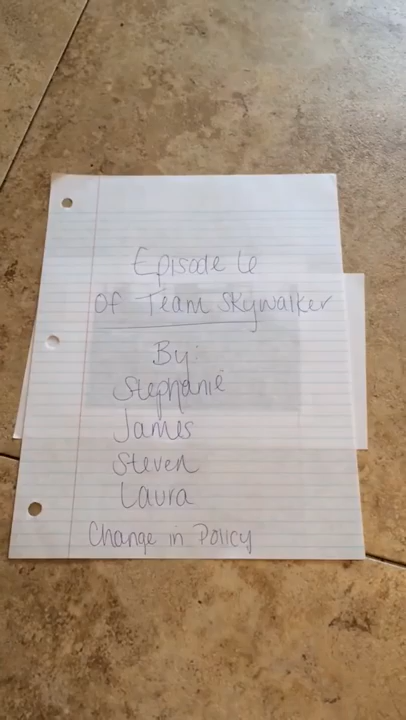 Episode 6
Of Team Skywalker
By:
Stephanie
James
Steven
Laura
Change in Policy